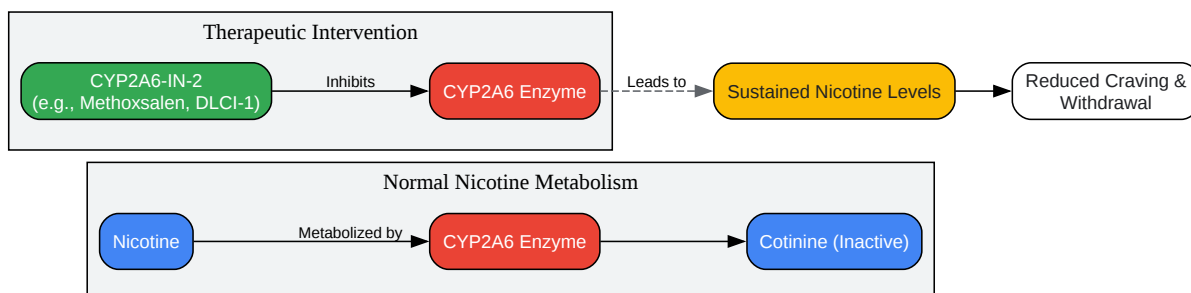 Therapeutic Intervention
CYP2A6-IN-2
(e.g., Methoxsalen, DLCI-1)
Inhibits
CYP2A6 Enzyme
Leads to
Sustained Nicotine Levels
Reduced Craving &
Withdrawal
Normal Nicotine Metabolism
Nicotine
Metabolized by
CYP2A6 Enzyme
Cotinine (Inactive)